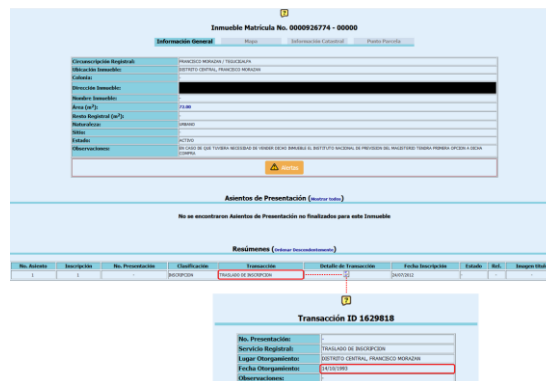 ?
Inmueble Matrícula No. 0000926774 - 00000
Información General Mapa Información Catastral Punto Parcela
Circunscripción Registral: FRANCISCO MORAZAN / TEGUCIGALPA
Ubicación Inmueble: DISTRITO CENTRAL, FRANCISCO MORAZAN
Colonia: -
Dirección Inmueble:
Nombre Inmueble: -
Área (m²): 73.00
Resto Registral (m²): -
Naturaleza: URBANO
Sitio: -
Estado: ACTIVO
Observaciones: EN CASO DE QUE TUVIERA NECESIDAD DE VENDER DICHO INMUEBLE EL INSTITUTO NACIONAL DE PREVISION DEL MAGISTERIO TENDRA PRIMERA OPCION A DICHA COMPRA
Alertas
Asientos de Presentación (Mostrar todos)
No se encontraron Asientos de Presentación no finalizados para este Inmueble
Resúmenes (Ordenar Descendentemente)
No. Asiento Inscripción No. Presentación Clasificación Transacción Detalle de Transacción Fecha Inscripción Estado Ref. Imagen
1 1 - INSCRIPCION TRASLADO DE INSCRIPCION 24/07/2012 - -
?
Transacción ID 1629818
No. Presentación: -
Servicio Registral: TRASLADO DE INSCRIPCION
Lugar Otorgamiento: DISTRITO CENTRAL, FRANCISCO MORAZAN
Fecha Otorgamiento: 14/10/1993
Observaciones: